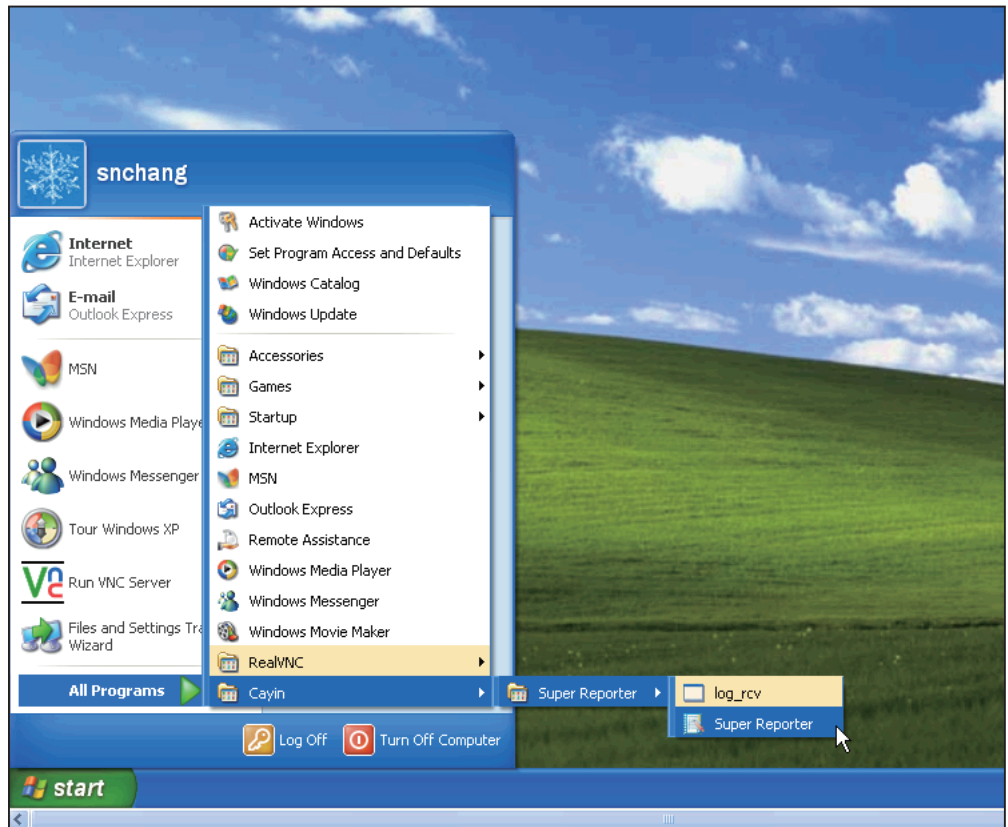 snchang
Internet
Internet Explorer
E-mail
Outlook Express
MSN
Windows Media Playe
Windows Messenger
Tour Windows XP
Run VNC Server
Files and Settings Tra
Wizard
All Programs
Activate Windows
Set Program Access and Defaults
Windows Catalog
Windows Update
Accessories
Games
Startup
Internet Explorer
MSN
Outlook Express
Remote Assistance
Windows Media Player
Windows Messenger
Windows Movie Maker
RealVNC
Cayin
Super Reporter
log_rcv
Super Reporter
Log Off
Turn Off Computer
start